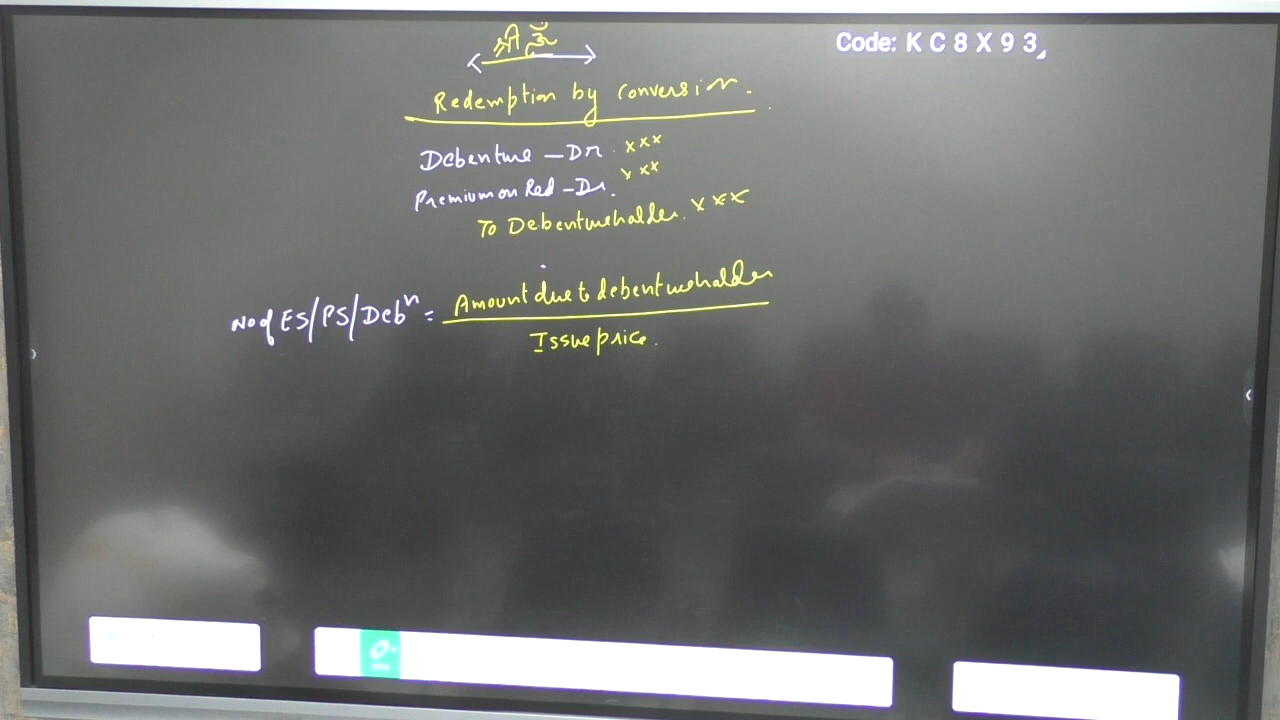 श्री ॐ
Code: K C 8 X 9 3
Redemption by conversion.
Debenture – Dr. xxx
Premium on Red – Dr. xxx
To Debentureholder. xxx
No of ES/PS/Debⁿ = Amount due to debentureholder
Issue price.